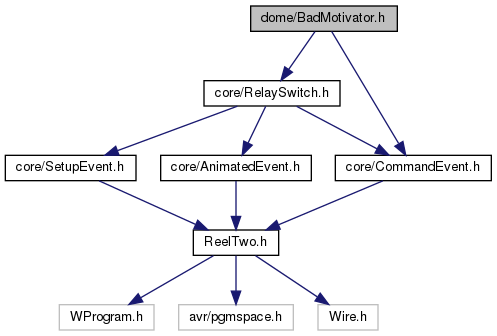 dome/BadMotivator.h
core/RelaySwitch.h
core/SetupEvent.h
core/AnimatedEvent.h
core/CommandEvent.h
ReelTwo.h
WProgram.h
avr/pgmspace.h
Wire.h